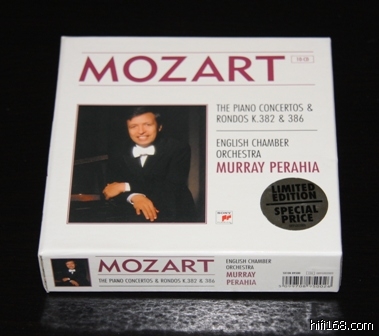 MOZART
THE PIANO CONCERTOS &
RONDOS K.382 & 386
ENGLISH CHAMBER
ORCHESTRA
MURRAY PERAHIA
LIMITED
EDITION
SPECIAL
PRICE
SONY
MOZART
THE PIANO CONCERTOS & RONDOS K.382 & 386
ENGLISH CHAMBER
ORCHESTRA
MURRAY
PERAHIA
hifi168.com